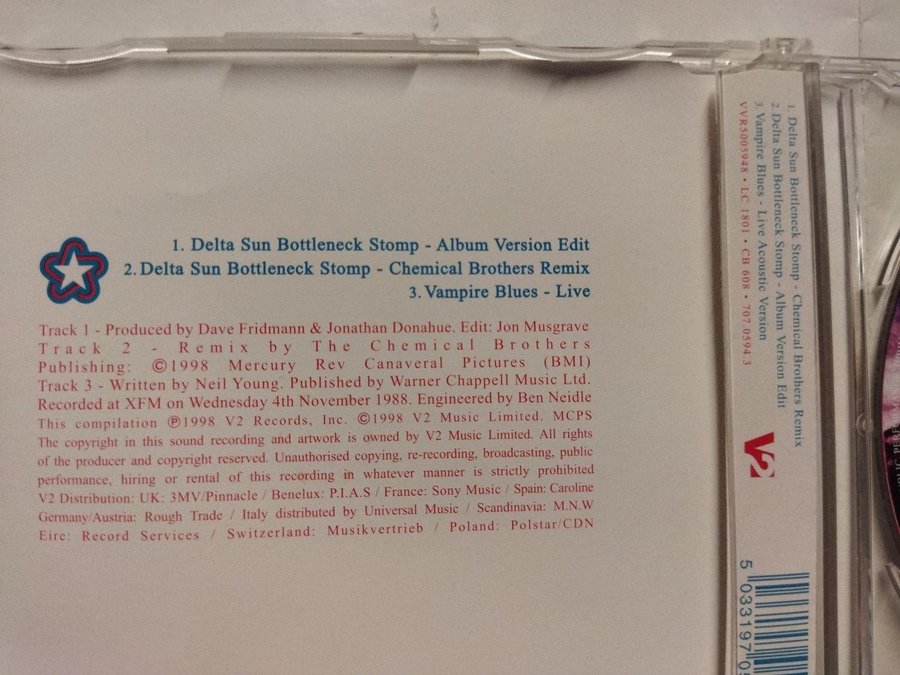 1. Delta Sun Bottleneck Stomp - Album Version Edit
2. Delta Sun Bottleneck Stomp - Chemical Brothers Remix
3. Vampire Blues - Live
Track 1 - Produced by Dave Fridmann & Jonathan Donahue. Edit: Jon Musgrave
Track 2 - Remix by The Chemical Brothers
Publishing: ©1998 Mercury Rev Canaveral Pictures (BMI)
Track 3 - Written by Neil Young. Published by Warner Chappell Music Ltd.
Recorded at XFM on Wednesday 4th November 1988. Engineered by Ben Neidle
This compilation ℗1998 V2 Records, Inc. ©1998 V2 Music Limited. MCPS
The copyright in this sound recording and artwork is owned by V2 Music Limited. All rights
of the producer and copyright reserved. Unauthorised copying, re-recording, broadcasting, public
performance, hiring or rental of this recording in whatever manner is strictly prohibited
V2 Distribution: UK: 3MV/Pinnacle / Benelux: P.I.A.S / France: Sony Music / Spain: Caroline
Germany/Austria: Rough Trade / Italy distributed by Universal Music / Scandinavia: M.N.W
Eire: Record Services / Switzerland: Musikvertrieb / Poland: Polstar/CDN
1. Delta Sun Bottleneck Stomp - Chemical Brothers Remix
2. Delta Sun Bottleneck Stomp - Album Version Edit
3. Vampire Blues - Live Acoustic Version
VVR5005948 • LC 1801 • CB 608 • 707.0594.3
V2
5 033197 05